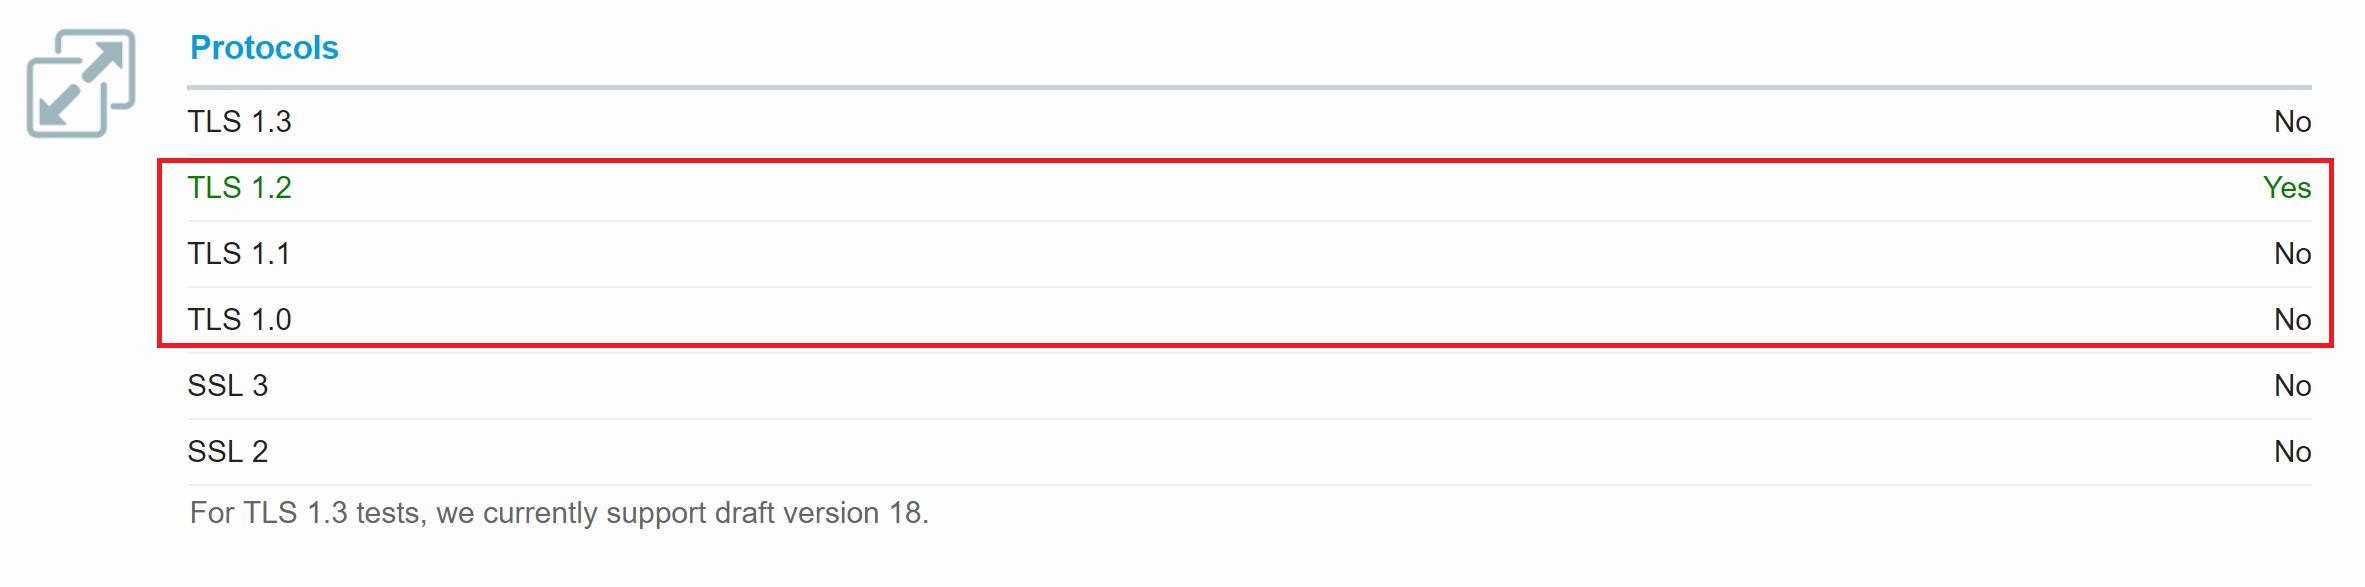 Protocols
TLS 1.3 No
TLS 1.2 Yes
TLS 1.1 No
TLS 1.0 No
SSL 3 No
SSL 2 No
For TLS 1.3 tests, we currently support draft version 18.